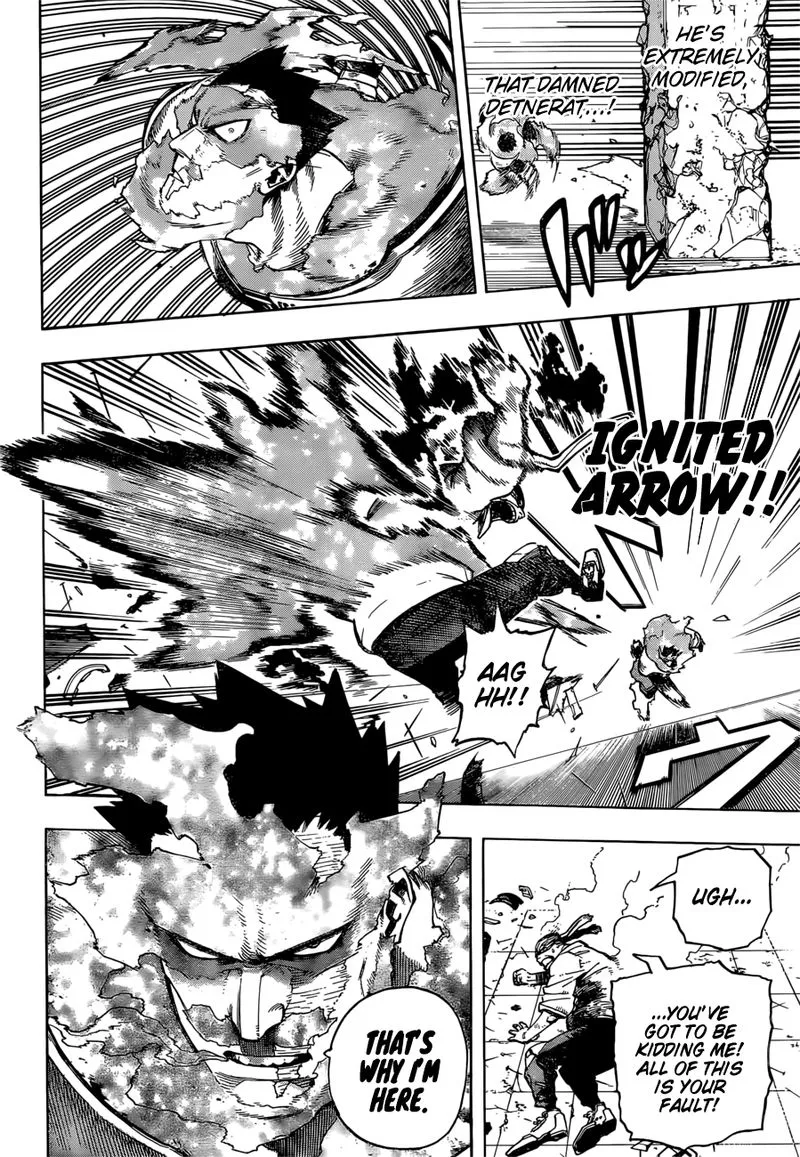 HE'S
EXTREMELY
MODIFIED,
THAT DAMNED
DETNERAT....!
IGNITED
ARROW!!
AAG
HH!!
UGH...
...YOU'VE
GOT TO BE
KIDDING ME!
ALL OF THIS
IS YOUR
FAULT!
THAT'S
WHY I'M
HERE.